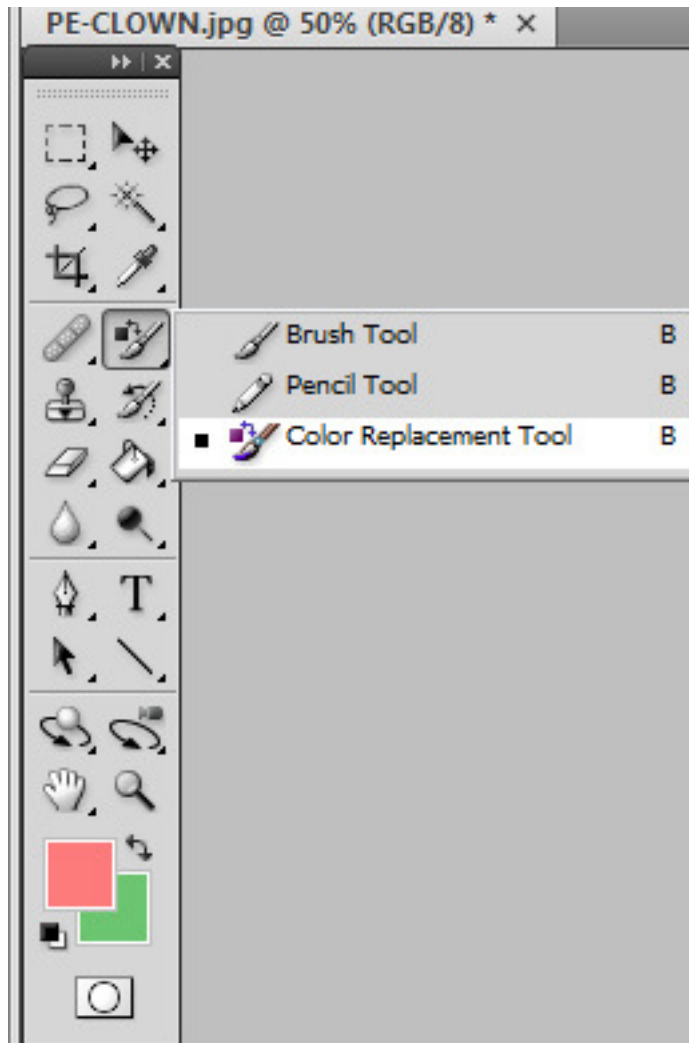 PE-CLOWN.jpg @ 50% (RGB/8) * ×
Brush Tool B
Pencil Tool B
Color Replacement Tool B
T